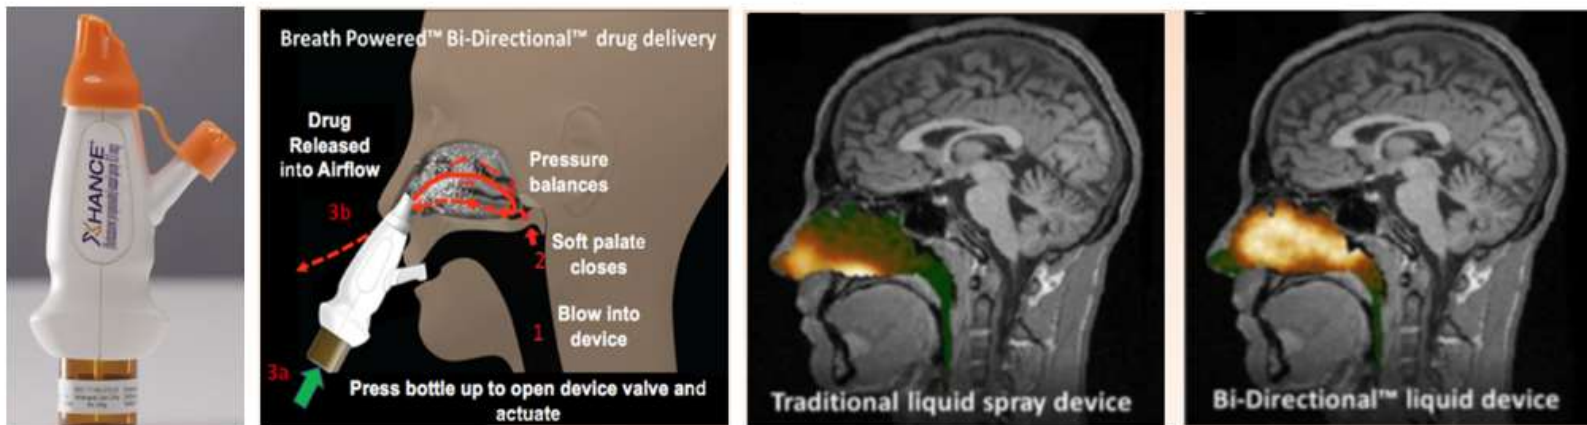 XHANCE
Breath Powered™ Bi-Directional™ drug delivery
Drug
Released
into Airflow
Pressure
balances
3b
Soft palate
closes
2
Blow into
device
1
3a
Press bottle up to open device valve and
actuate
Traditional liquid spray device
Bi-Directional™ liquid device